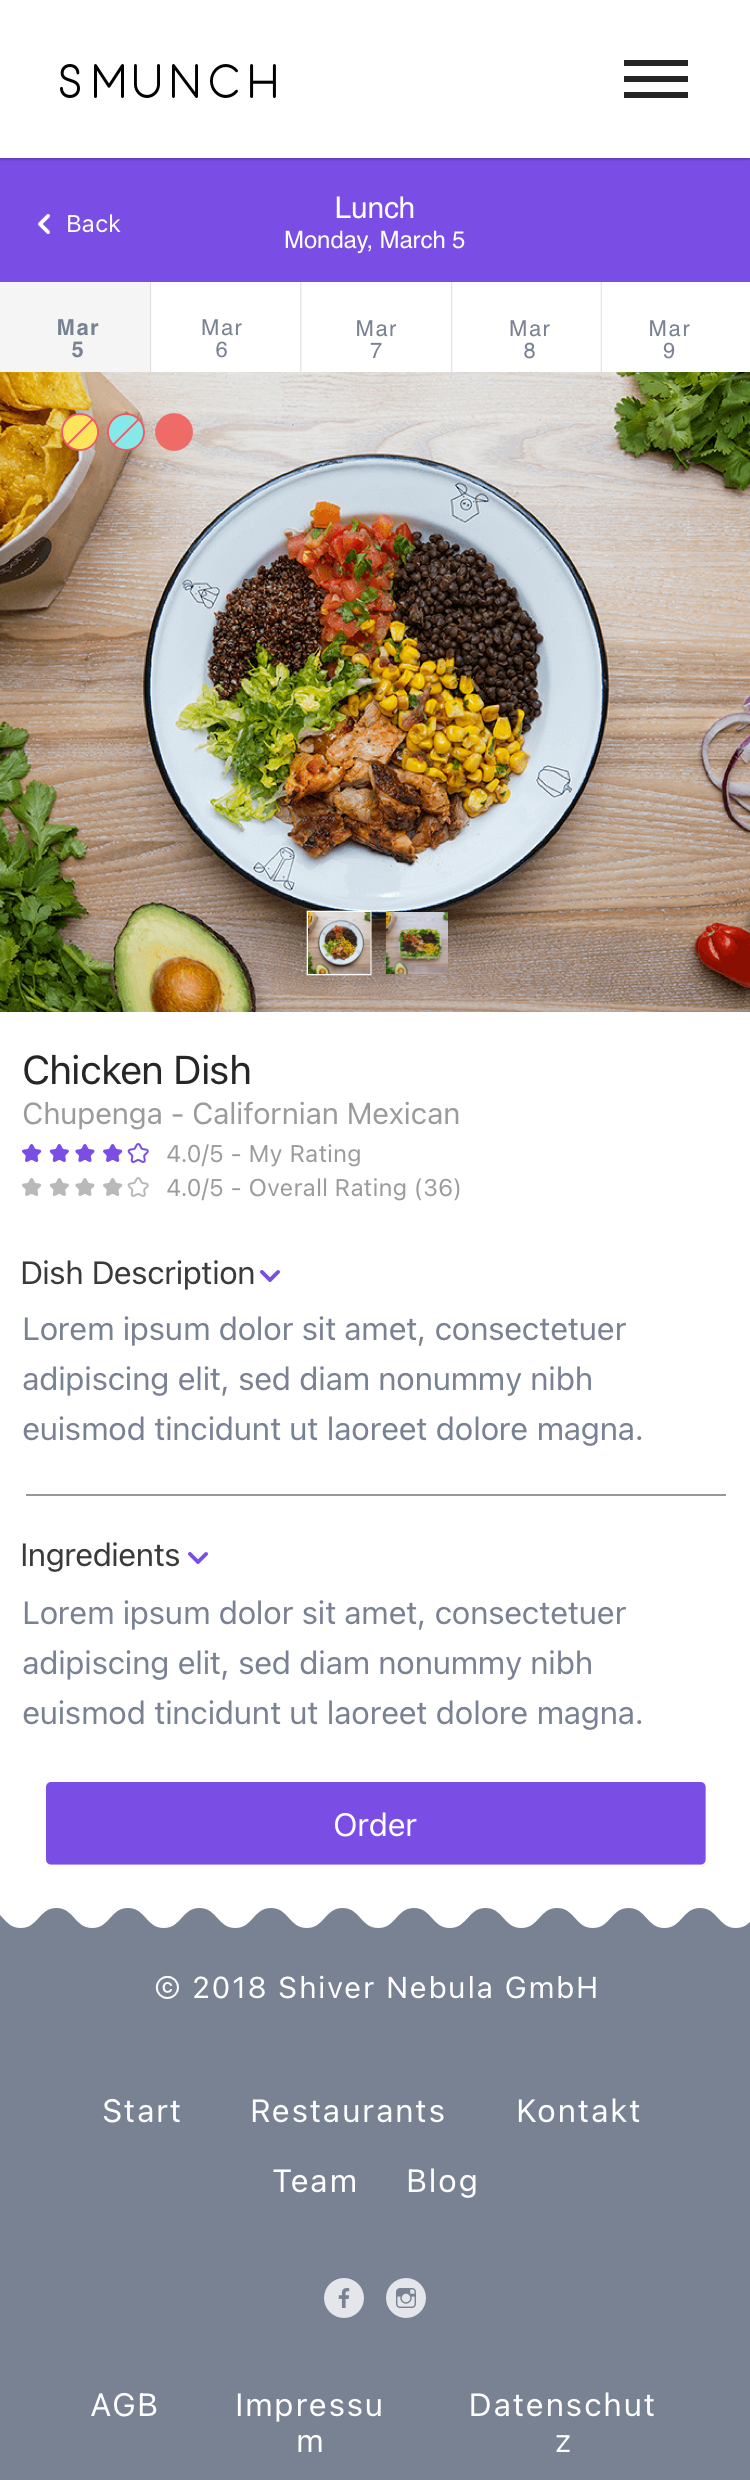 SMUNCH
Back
Lunch
Monday, March 5
Mar
5
Mar
6
Mar
7
Mar
8
Mar
9
Chicken Dish
Chupenga - Californian Mexican
4.0/5 - My Rating
4.0/5 - Overall Rating (36)
Dish Description
Lorem ipsum dolor sit amet, consectetuer
adipiscing elit, sed diam nonummy nibh
euismod tincidunt ut laoreet dolore magna.
Ingredients
Lorem ipsum dolor sit amet, consectetuer
adipiscing elit, sed diam nonummy nibh
euismod tincidunt ut laoreet dolore magna.
Order
© 2018 Shiver Nebula GmbH
Start Restaurants Kontakt
Team Blog
AGB
Impressu
m
Datenschut
z